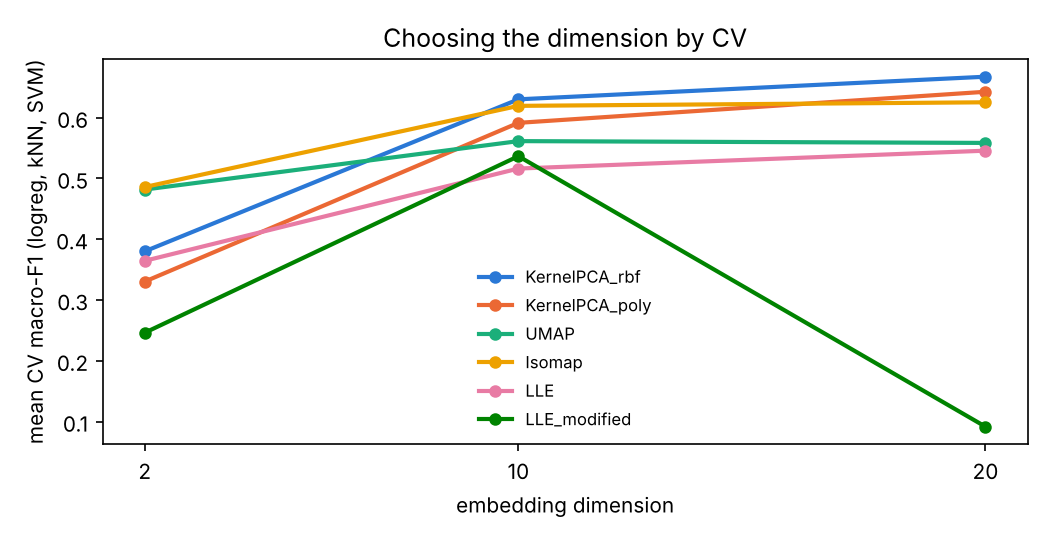 Choosing the dimension by CV
mean CV macro-F1 (logreg, kNN, SVM)
0.6
0.5
0.4
0.3
0.2
0.1
KernelPCA_rbf
KernelPCA_poly
UMAP
Isomap
LLE
LLE_modified
2
10
20
embedding dimension